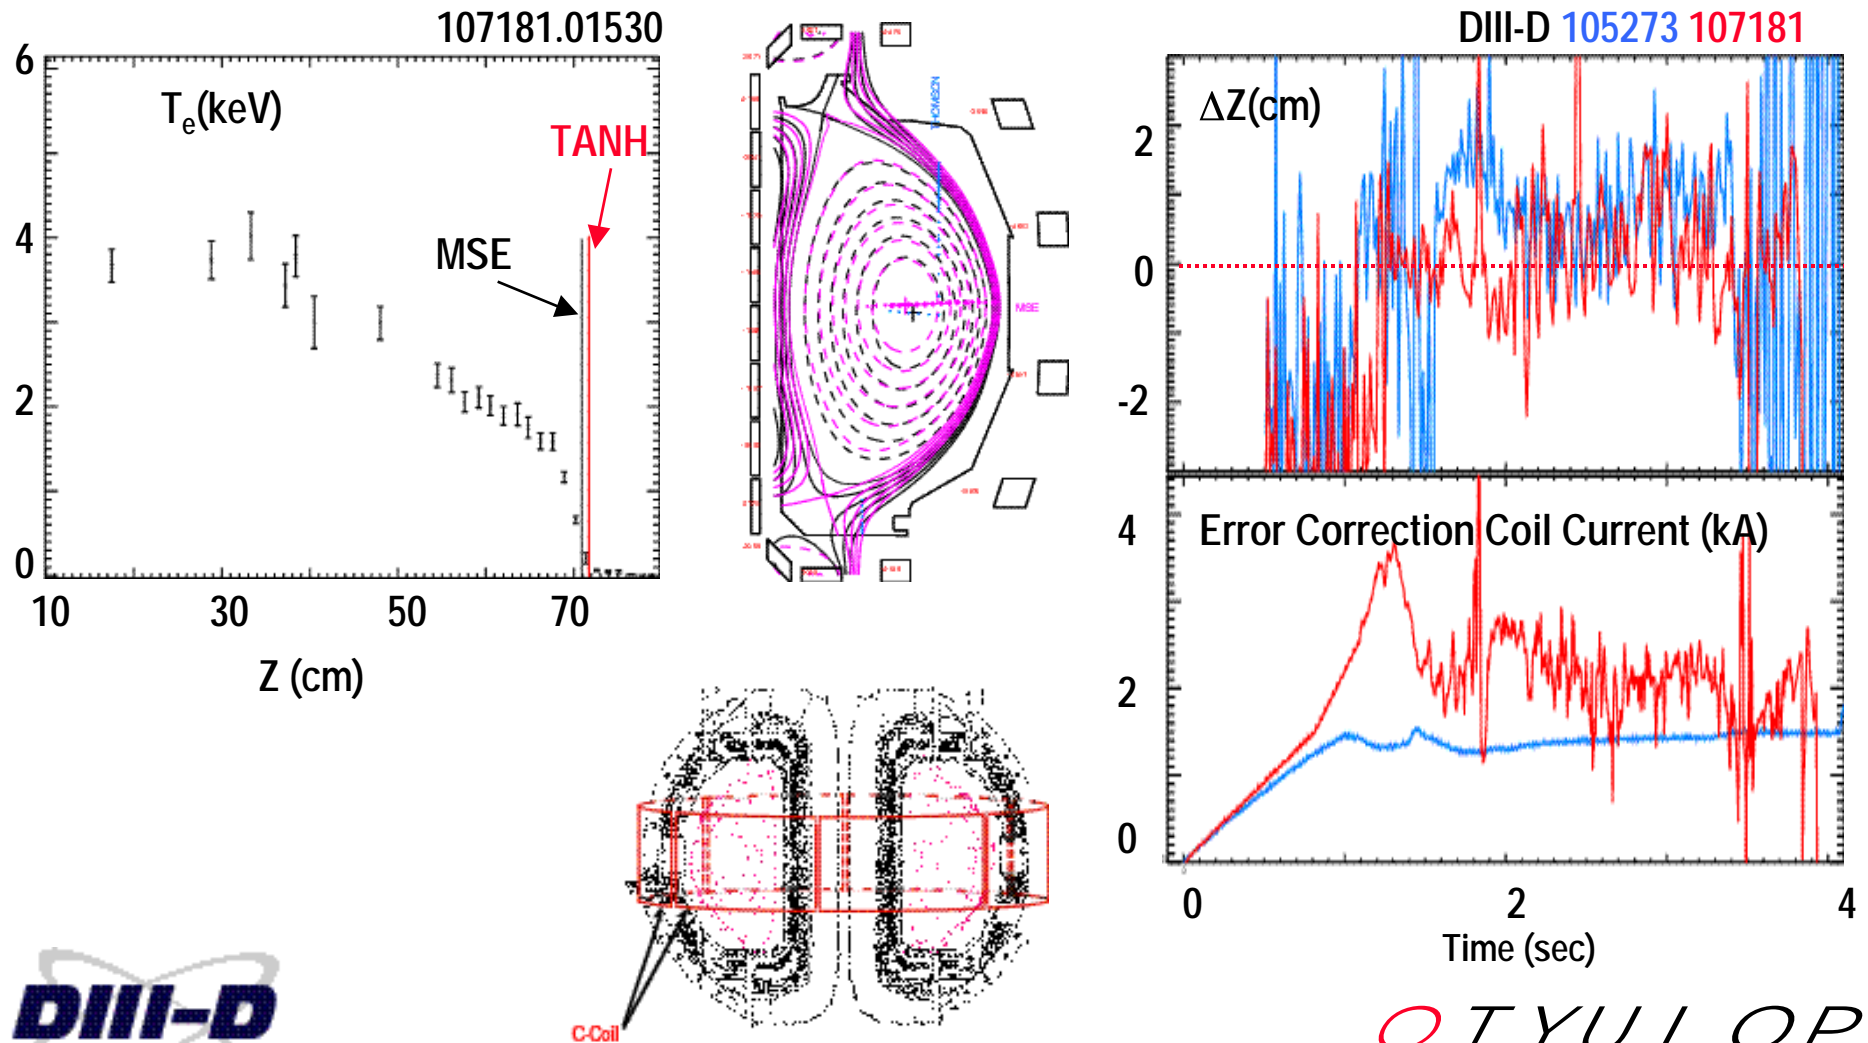 107181.01530
6
Te(keV)
TANH
4
MSE
2
0
10 30 50 70
Z (cm)
THOMSON
MSE
DIII-D 105273 107181
ΔZ(cm)
2
0
-2
Error Correction Coil Current (kA)
4
2
0
0 2 4
Time (sec)
C-Coil
DIII-D